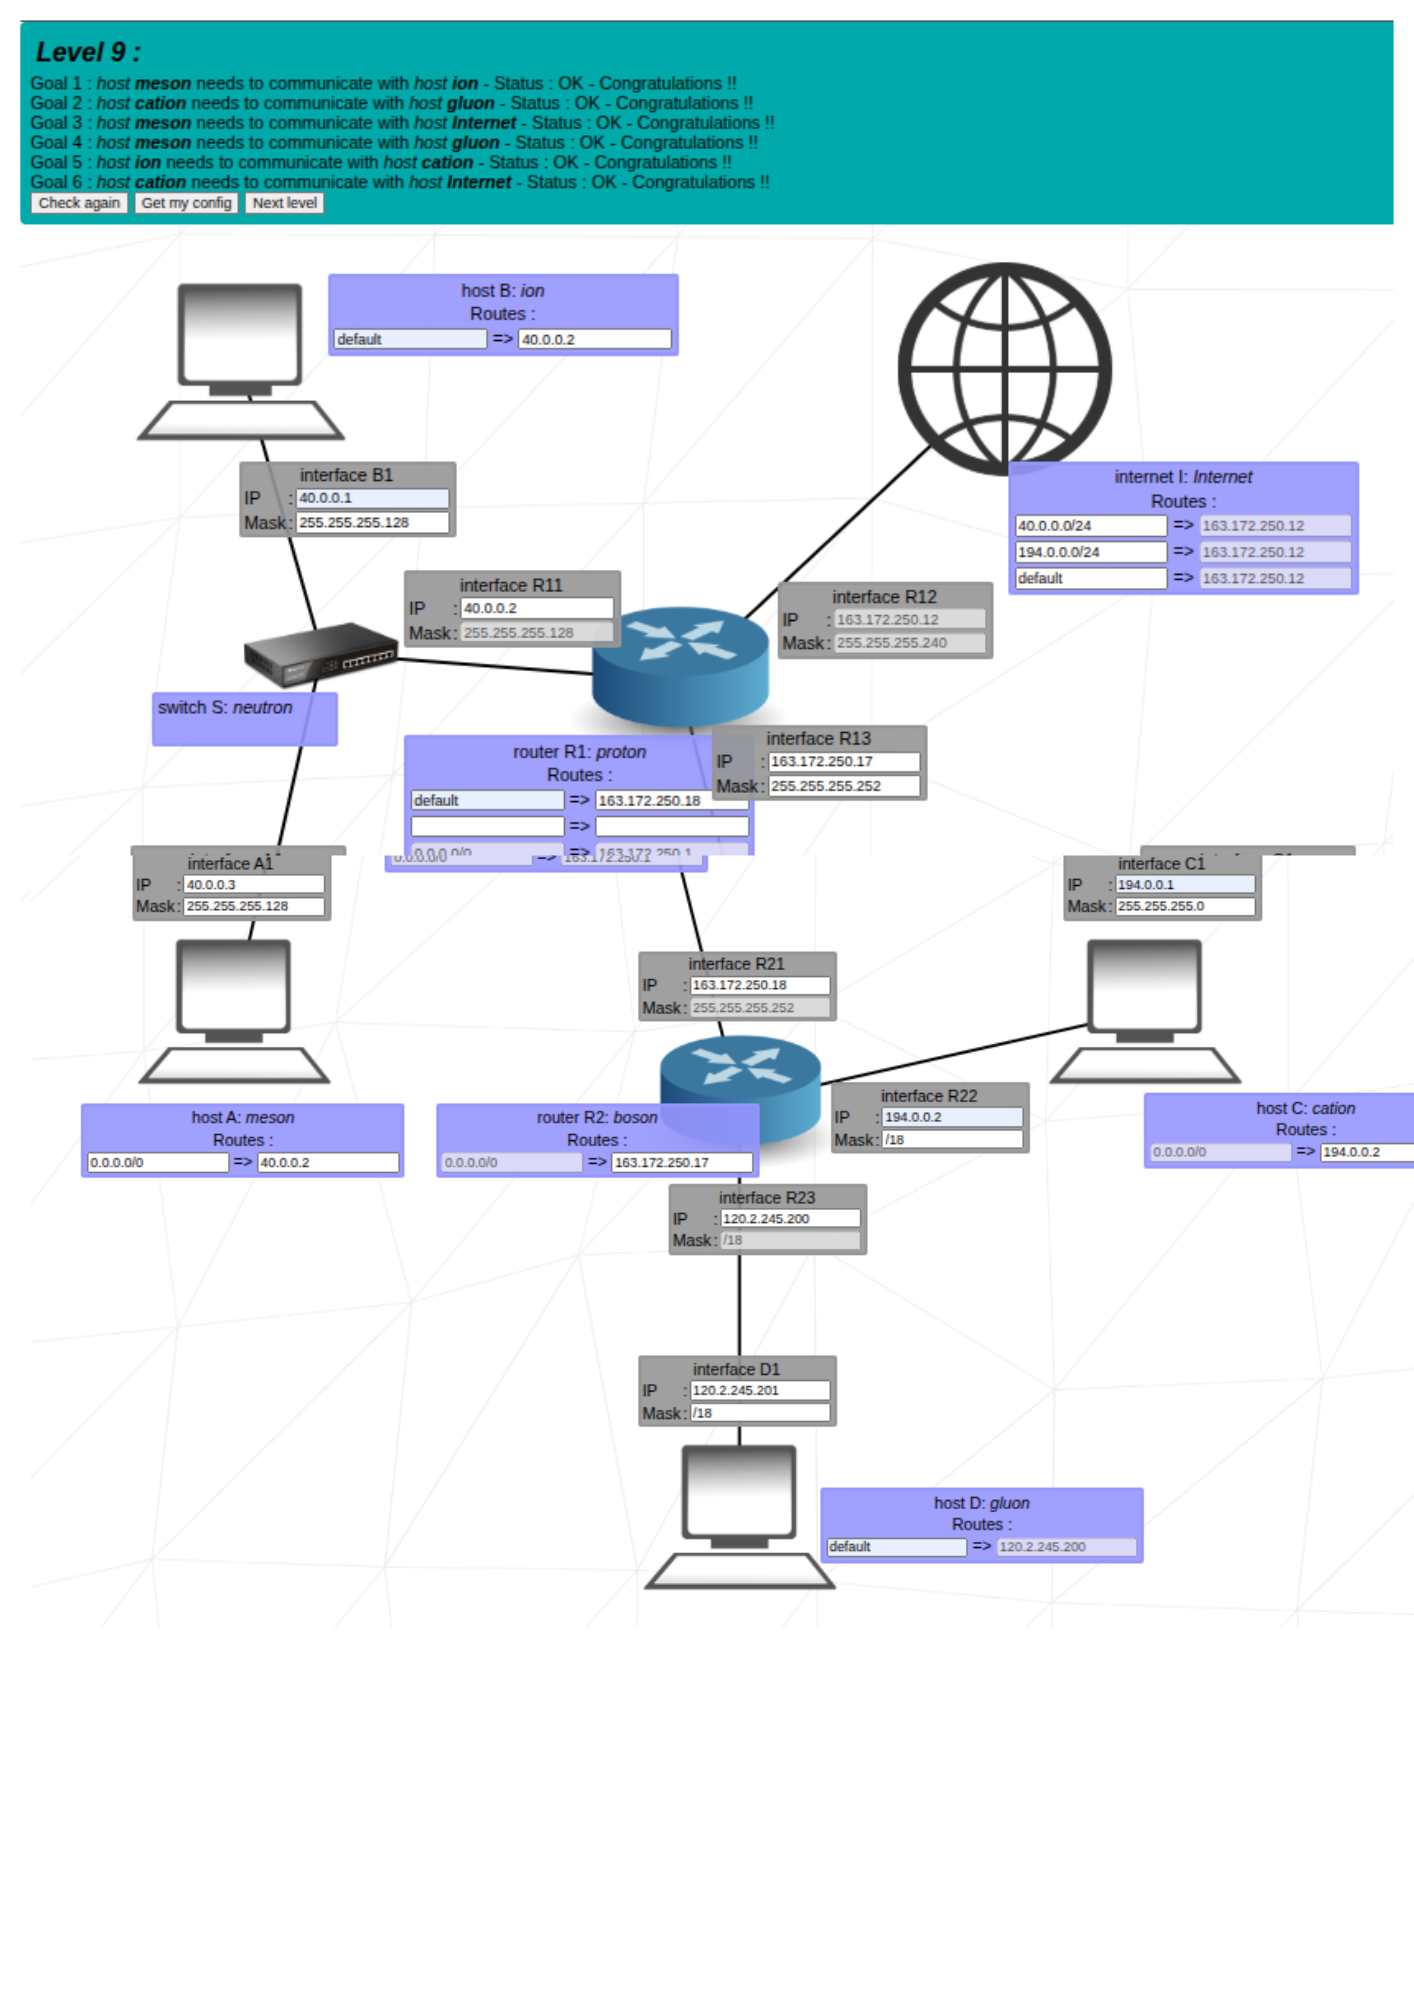 Level 9 :
Goal 1 : host meson needs to communicate with host ion - Status : OK - Congratulations !!
Goal 2 : host cation needs to communicate with host gluon - Status : OK - Congratulations !!
Goal 3 : host meson needs to communicate with host Internet - Status : OK - Congratulations !!
Goal 4 : host meson needs to communicate with host gluon - Status : OK - Congratulations !!
Goal 5 : host ion needs to communicate with host cation - Status : OK - Congratulations !!
Goal 6 : host cation needs to communicate with host Internet - Status : OK - Congratulations !!
Check again Get my config Next level
host B: ion
Routes :
default => 40.0.0.2
interface B1
IP : 40.0.0.1
Mask : 255.255.255.128
internet I: Internet
Routes :
40.0.0.0/24 => 163.172.250.12
194.0.0.0/24 => 163.172.250.12
default => 163.172.250.12
interface R11
IP : 40.0.0.2
Mask : 255.255.255.128
interface R12
IP : 163.172.250.12
Mask : 255.255.255.240
switch S: neutron
interface R13
IP : 163.172.250.17
Mask : 255.255.255.252
router R1: proton
Routes :
default => 163.172.250.18
=>
0.0.0.0/0 => 163.172.250.1
0.0.0.0/0 => 163.172.250.1
interface A1
IP : 40.0.0.3
Mask : 255.255.255.128
interface C1
IP : 194.0.0.1
Mask : 255.255.255.0
interface R21
IP : 163.172.250.18
Mask : 255.255.255.252
interface R22
IP : 194.0.0.2
Mask : /18
host A: meson
Routes :
0.0.0.0/0 => 40.0.0.2
router R2: boson
Routes :
0.0.0.0/0 => 163.172.250.17
host C: cation
Routes :
0.0.0.0/0 => 194.0.0.2
interface R23
IP : 120.2.245.200
Mask : /18
interface D1
IP : 120.2.245.201
Mask : /18
host D: gluon
Routes :
default => 120.2.245.200